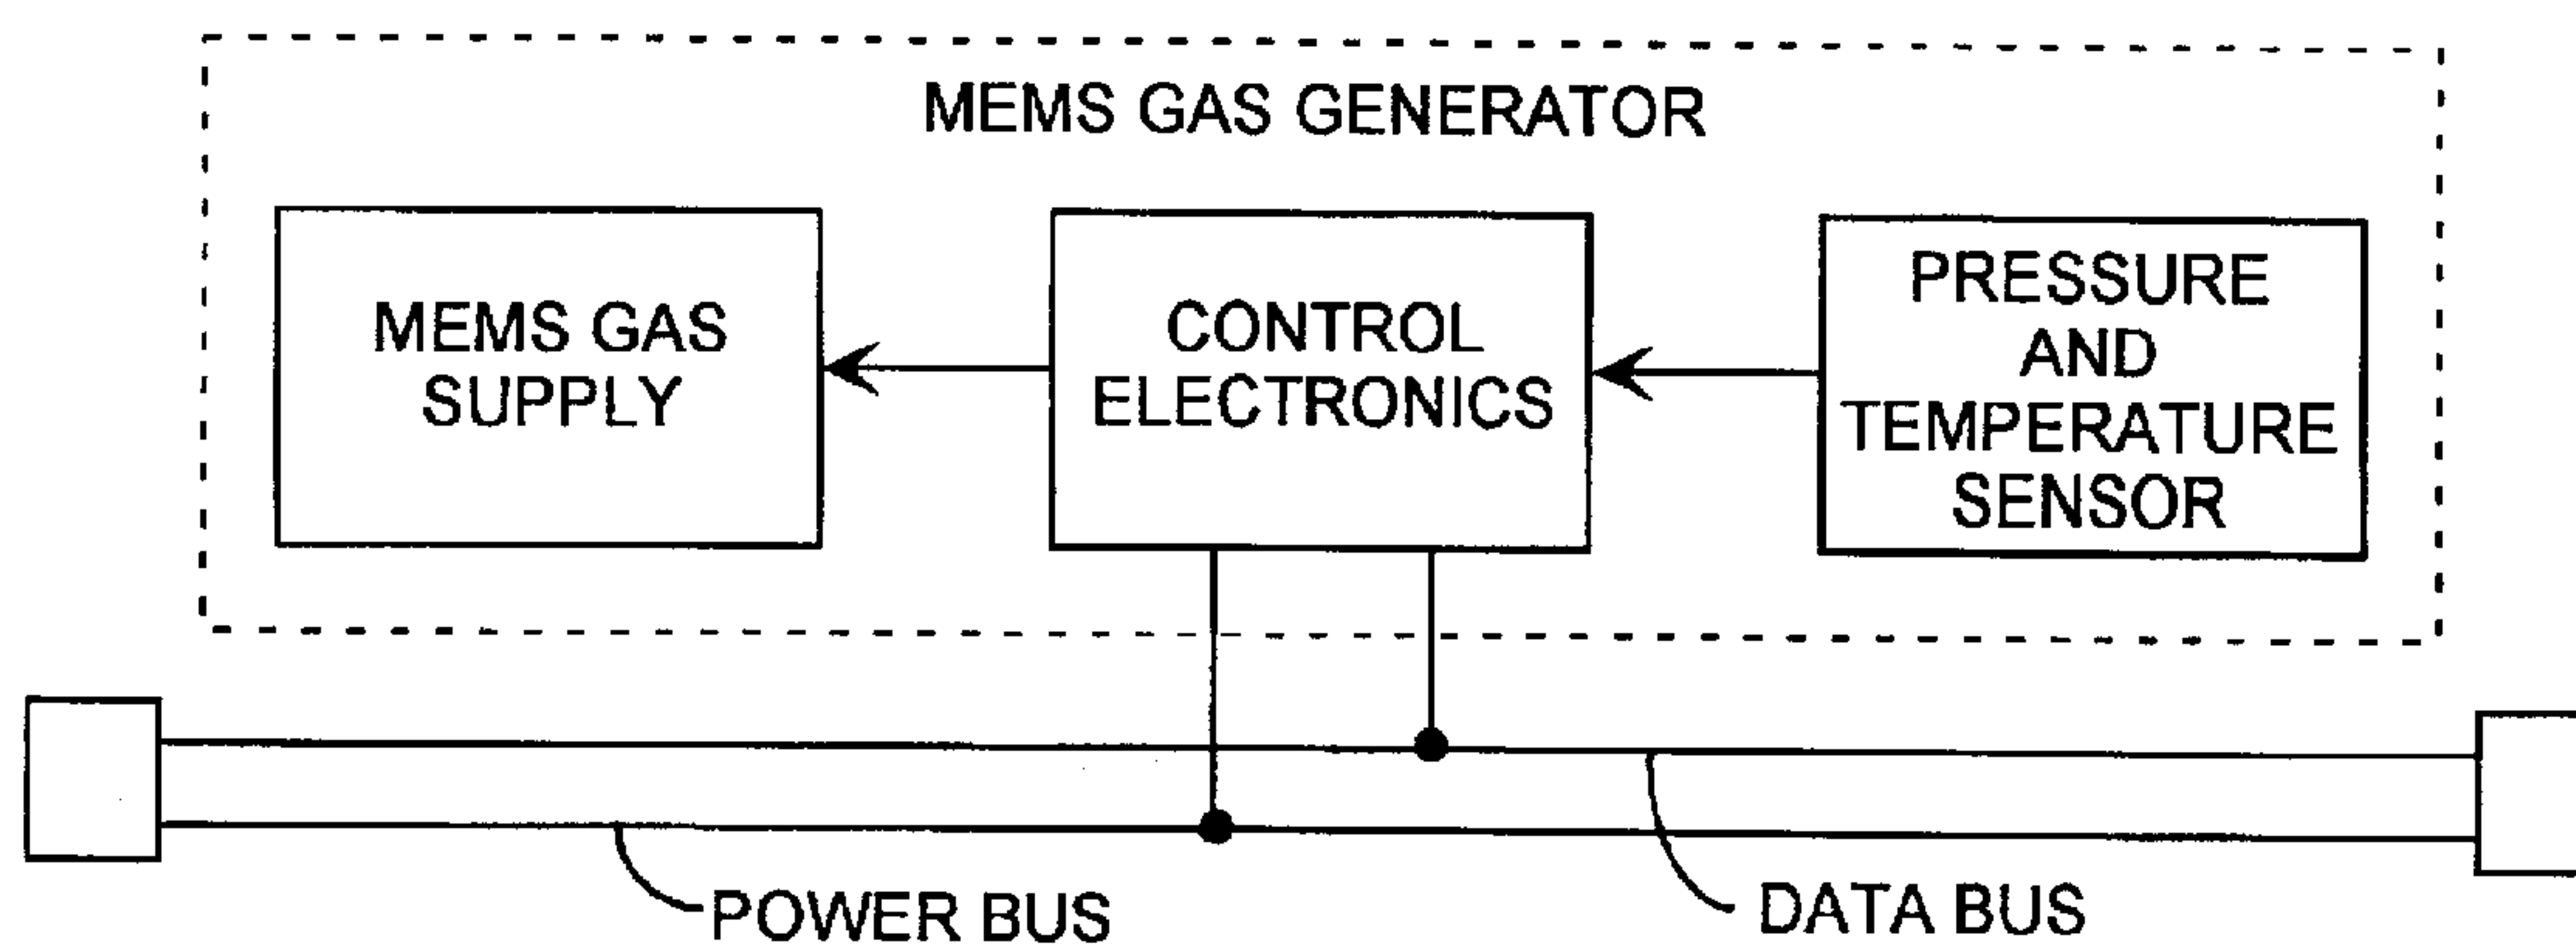 MEMS GAS GENERATOR
MEMS GAS
SUPPLY
CONTROL
ELECTRONICS
PRESSURE
AND
TEMPERATURE
SENSOR
POWER BUS
DATA BUS